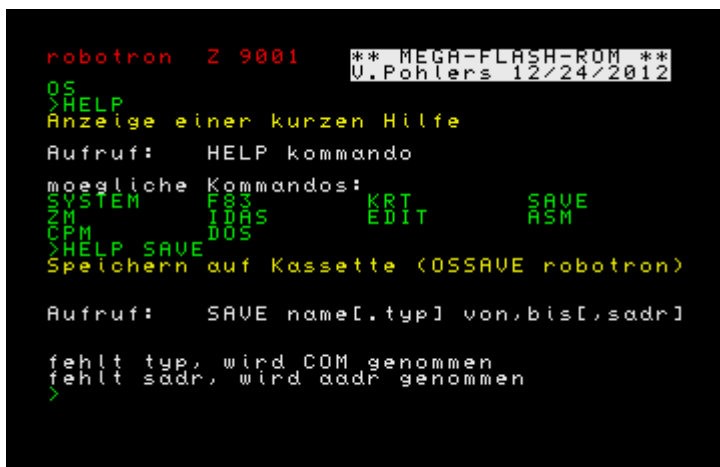 robotron Z 9001 ** MEGA-FLASH-ROM **
V.Pohlers 12/24/2012
OS
>HELP
Anzeige einer kurzen Hilfe
Aufruf: HELP kommando
moegliche Kommandos:
SYSTEM F83 KRT SAVE
ZM IDAS EDIT ASM
CPM DOS
>HELP SAVE
Speichern auf Kassette (OSSAVE robotron)
Aufruf: SAVE name[.typ] von,bis[,sadr]
fehlt typ, wird COM genommen
fehlt sadr, wird aadr genommen
>